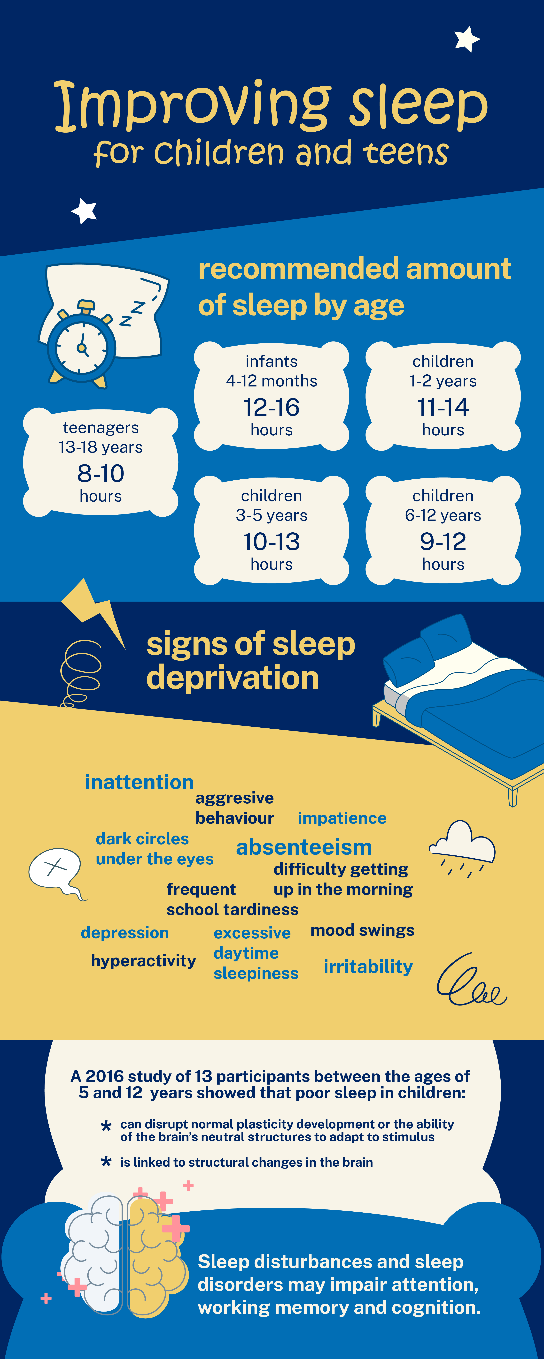 Improving sleep
for children and teens
recommended amount
of sleep by age
z
z
z
infants
4-12 months
12-16
hours
children
1-2 years
11-14
hours
teenagers
13-18 years
8-10
hours
children
3-5 years
10-13
hours
children
6-12 years
9-12
hours
signs of sleep
deprivation
inattention
aggresive
behaviour
impatience
dark circles
under the eyes
absenteeism
difficulty getting
up in the morning
frequent
school tardiness
depression
excessive
daytime
sleepiness
mood swings
hyperactivity
irritability
A 2016 study of 13 participants between the ages of
5 and 12 years showed that poor sleep in children:
* can disrupt normal plasticity development or the ability
of the brain's neutral structures to adapt to stimulus
* is linked to structural changes in the brain
Sleep disturbances and sleep
disorders may impair attention,
working memory and cognition.